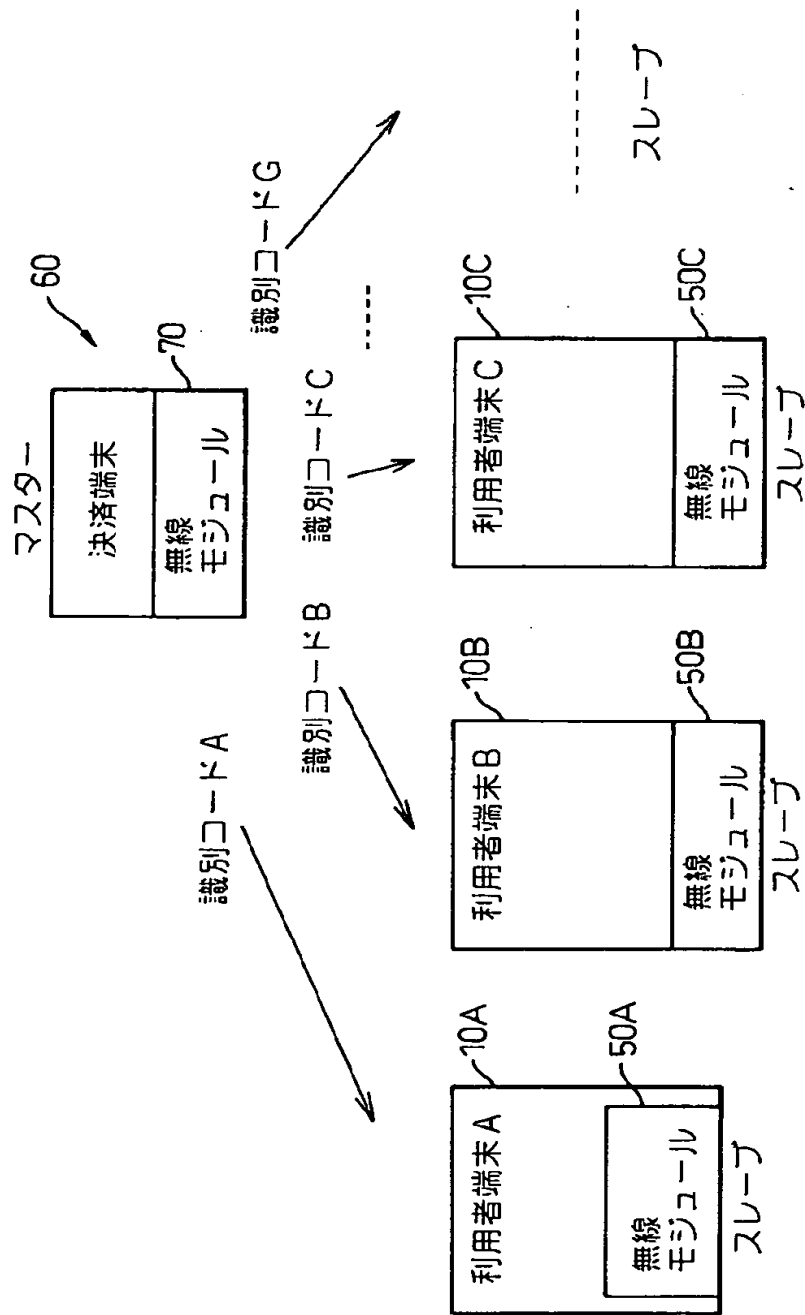 マスター
60
決済端末
70
無線
モジュール
識別コードA
識別コードB
識別コードC
識別コードG
利用者端末A
10A
無線
モジュール
50A
スレーブ
利用者端末B
10B
無線
モジュール
50B
スレーブ
利用者端末C
10C
無線
モジュール
50C
スレーブ
スレーブ